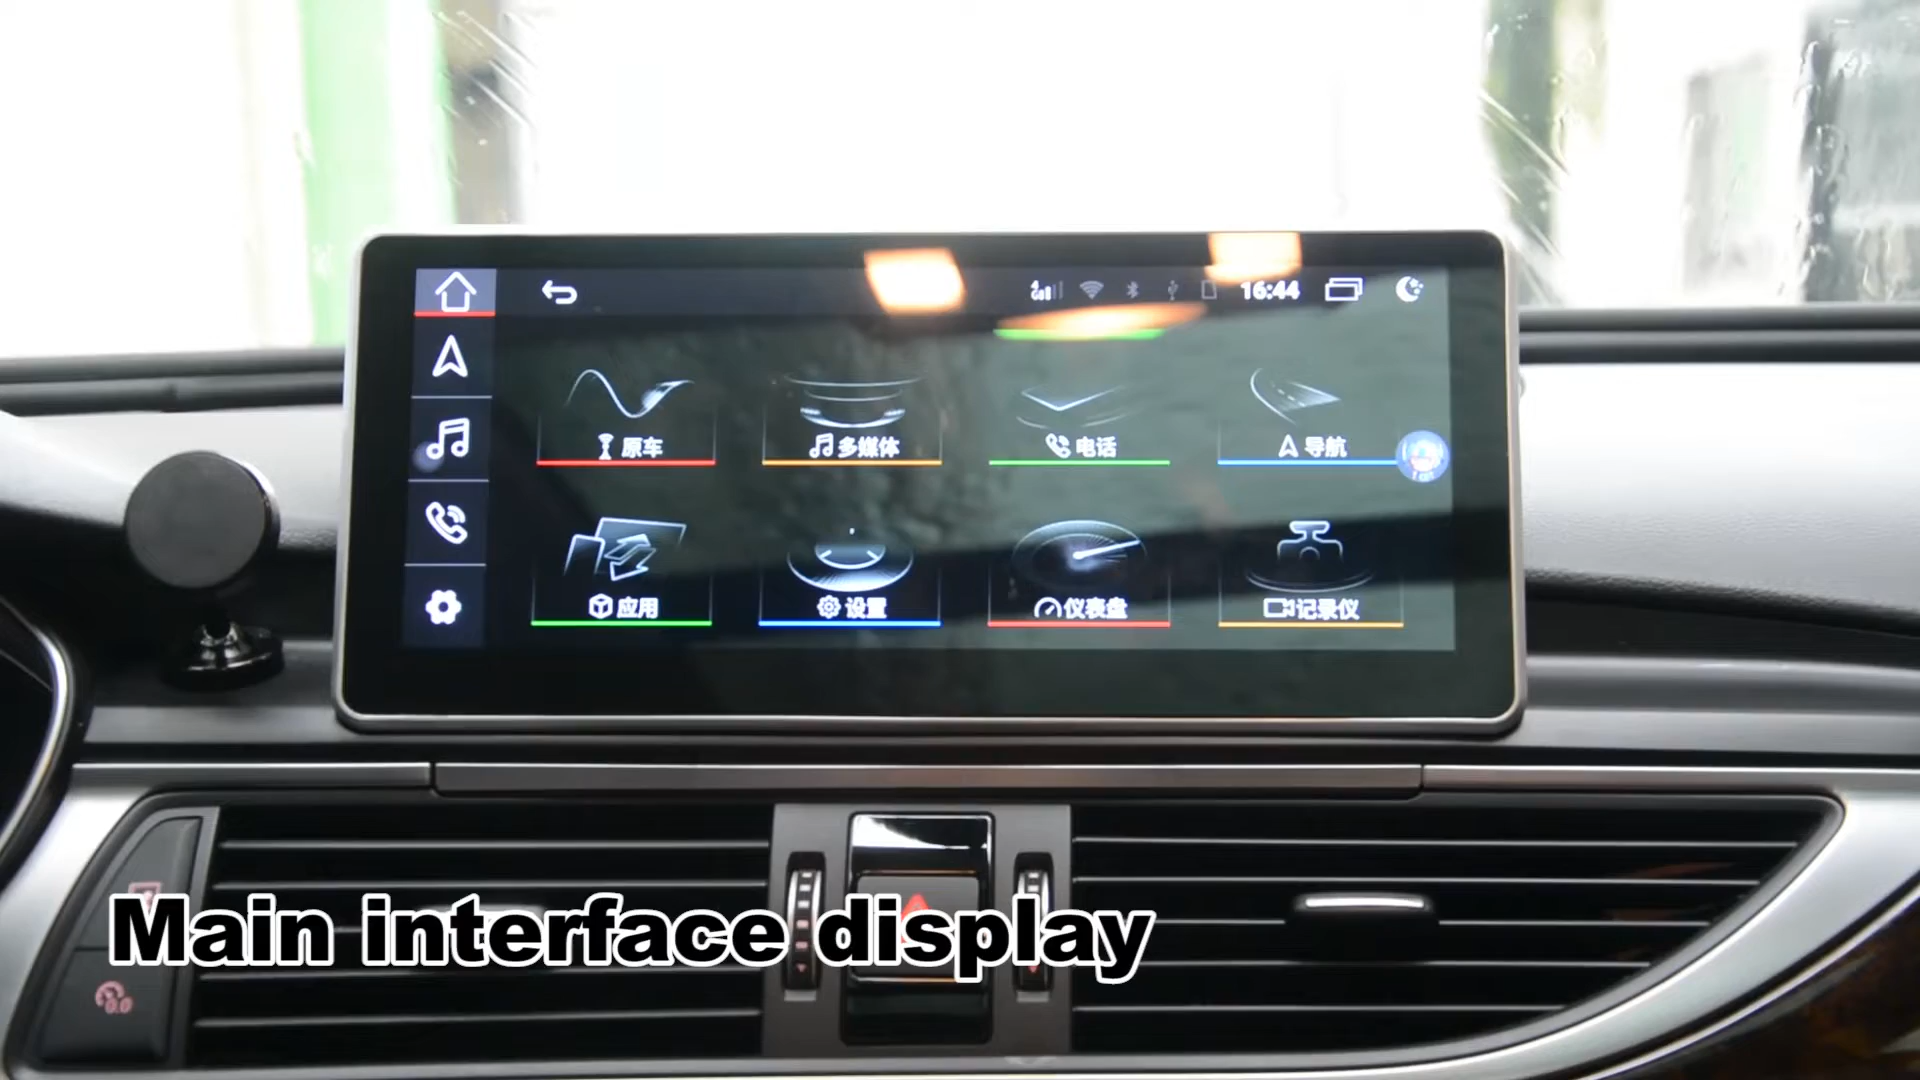 16:44
原车 多媒体 电话 导航
应用 设置 仪表盘 记录仪
Main interface display